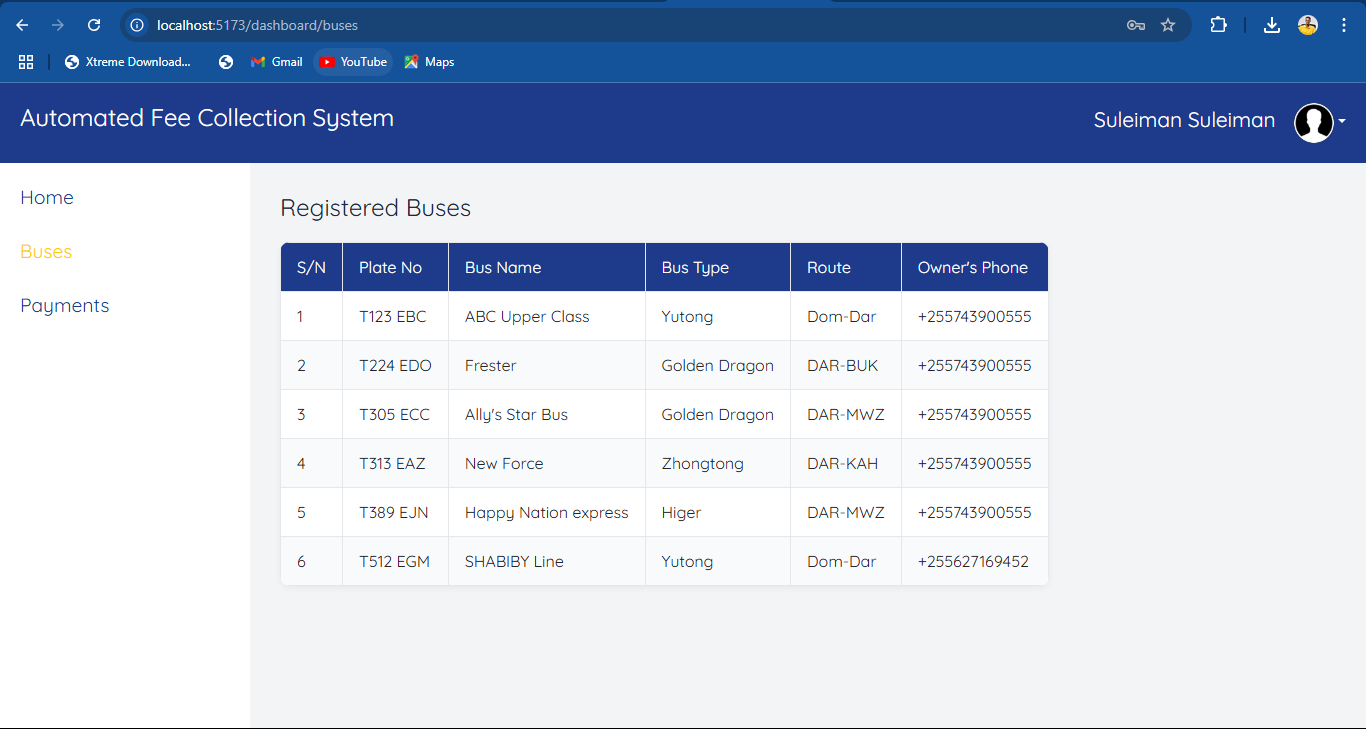 localhost:5173/dashboard/buses
Xtreme Download... Gmail YouTube Maps
Automated Fee Collection System Suleiman Suleiman
Home
Buses
Payments
Registered Buses
S/N Plate No Bus Name Bus Type Route Owner's Phone
1 T123 EBC ABC Upper Class Yutong Dom-Dar +255743900555
2 T224 EDO Frester Golden Dragon DAR-BUK +255743900555
3 T305 ECC Ally's Star Bus Golden Dragon DAR-MWZ +255743900555
4 T313 EAZ New Force Zhongtong DAR-KAH +255743900555
5 T389 EJN Happy Nation express Higer DAR-MWZ +255743900555
6 T512 EGM SHABIBY Line Yutong Dom-Dar +255627169452